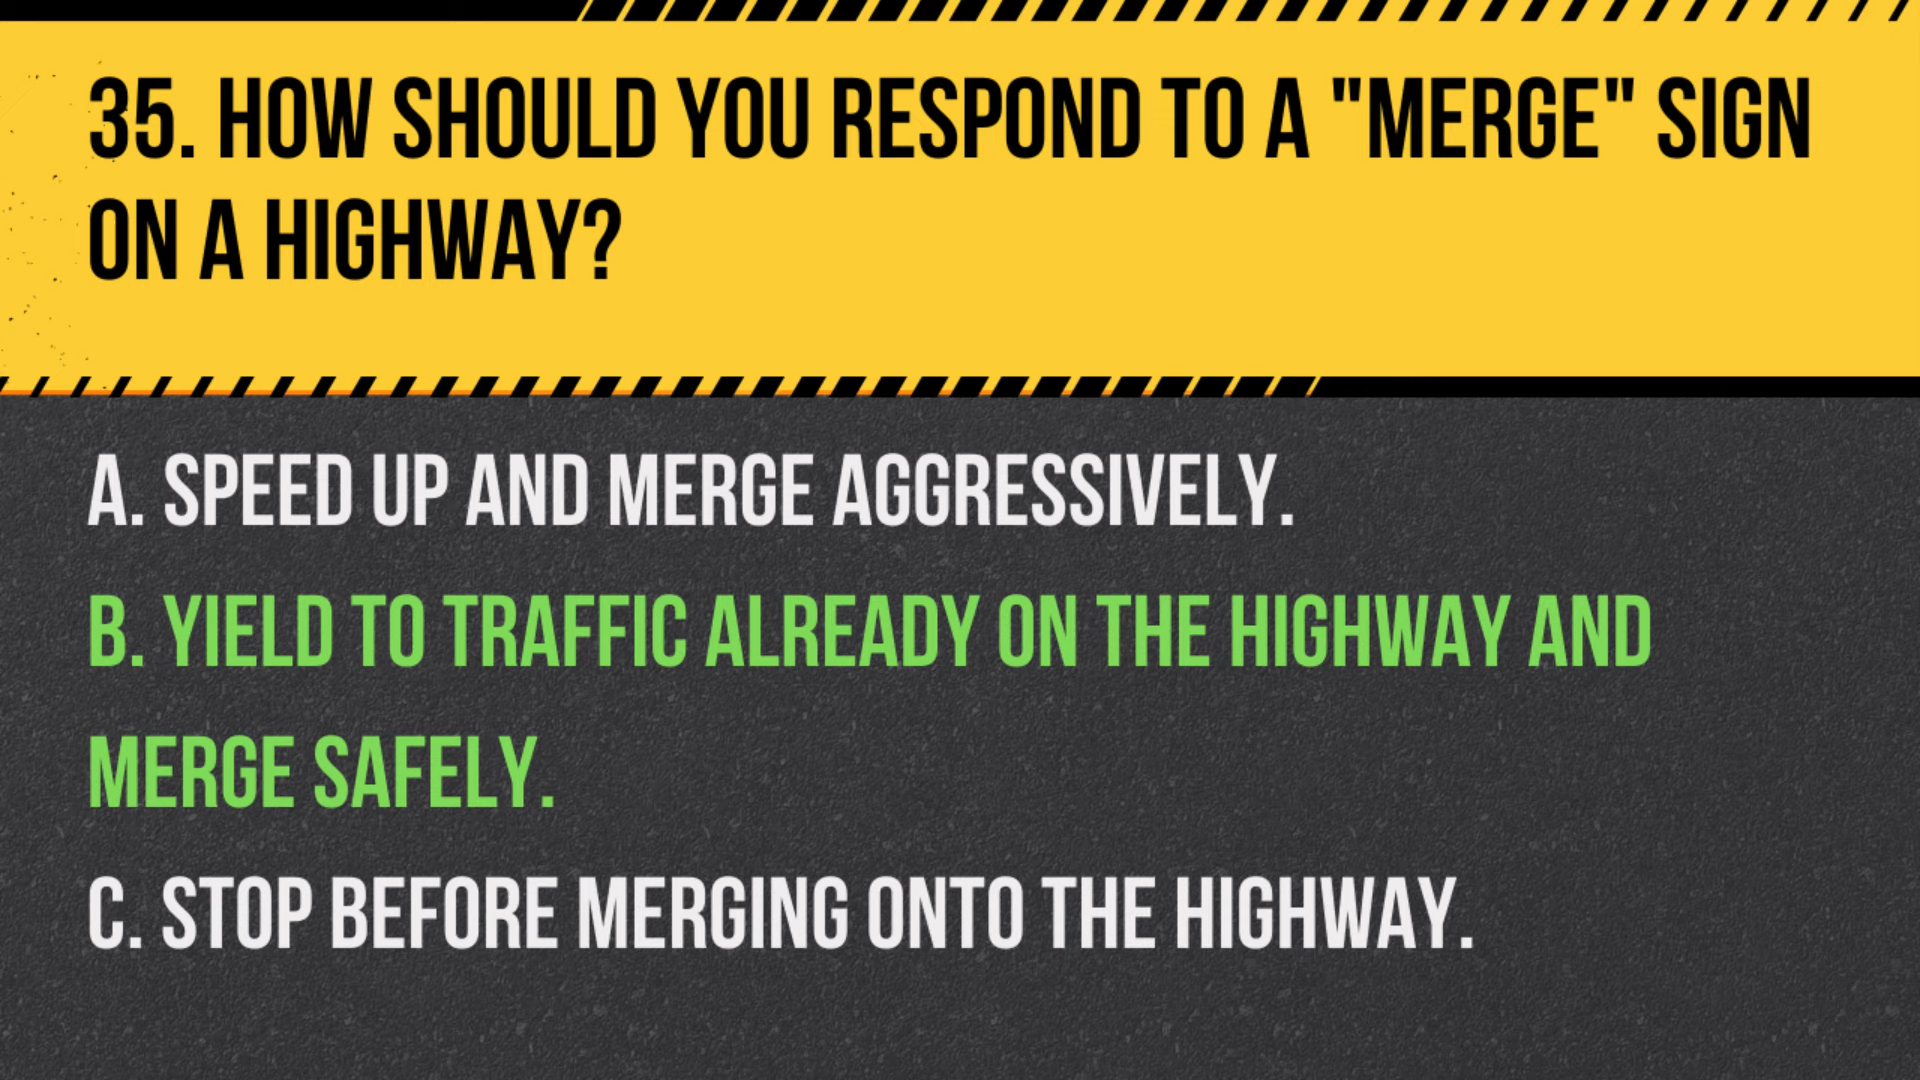 35. HOW SHOULD YOU RESPOND TO A "MERGE" SIGN
ON A HIGHWAY?
A. SPEED UP AND MERGE AGGRESSIVELY.
B. YIELD TO TRAFFIC ALREADY ON THE HIGHWAY AND
MERGE SAFELY.
C. STOP BEFORE MERGING ONTO THE HIGHWAY.